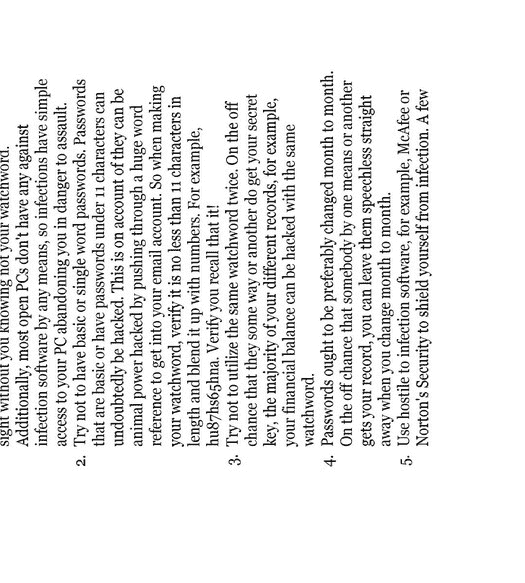 sight without you knowing not your watchword.
Additionally, most open PCs don't have any against
infection software by any means, so infections have simple
access to your PC abandoning you in danger to assault.
2. Try not to have basic or single word passwords. Passwords
that are basic or have passwords under 11 characters can
undoubtedly be hacked. This is on account of they can be
animal power hacked by pushing through a huge word
reference to get into your email account. So when making
your watchword, verify it is no less than 11 characters in
length and blend it up with numbers. For example,
hu87hs65hna. Verify you recall that it!
3. Try not to utilize the same watchword twice. On the off
chance that they some way or another do get your secret
key, the majority of your different records, for example,
your financial balance can be hacked with the same
watchword.
4. Passwords ought to be preferably changed month to month.
On the off chance that somebody by one means or another
gets your record, you can leave them speechless straight
away when you change month to month.
5. Use hostile to infection software, for example, McAfee or
Norton's Security to shield yourself from infection. A few